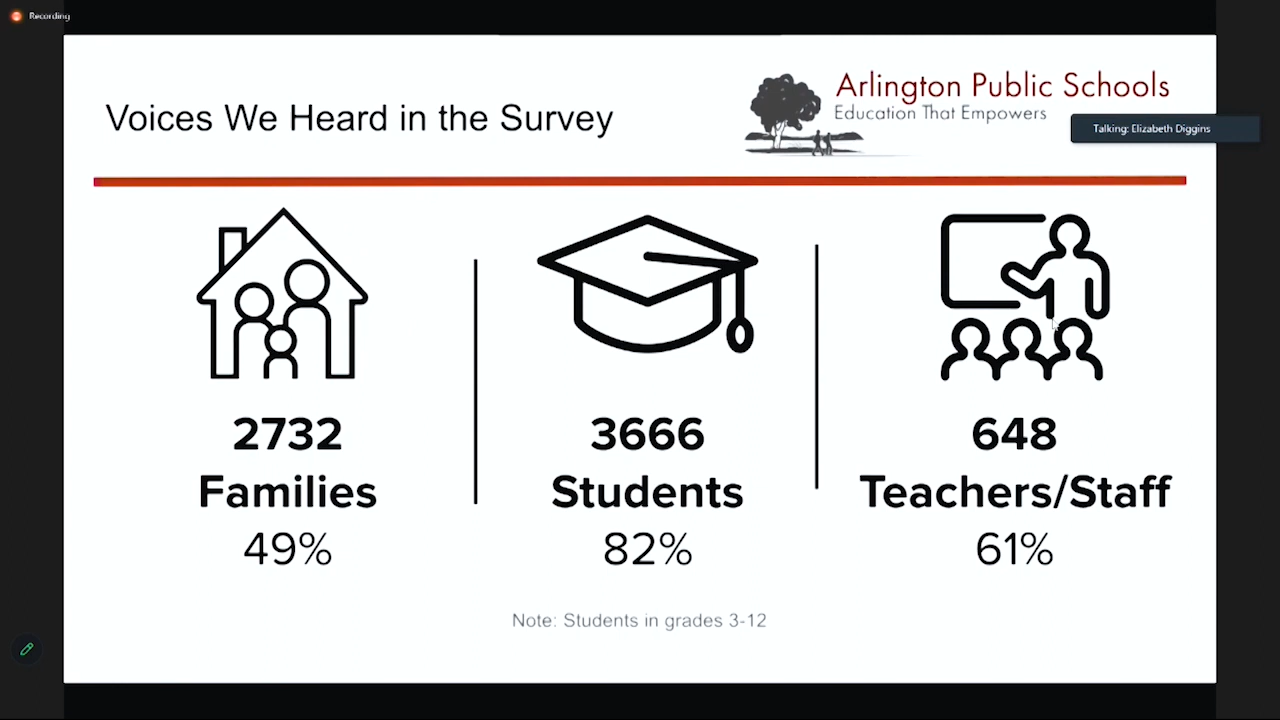 Recording
Voices We Heard in the Survey
Arlington Public Schools
Education That Empowers
Talking: Elizabeth Diggins
2732
Families
49%
3666
Students
82%
648
Teachers/Staff
61%
Note: Students in grades 3-12